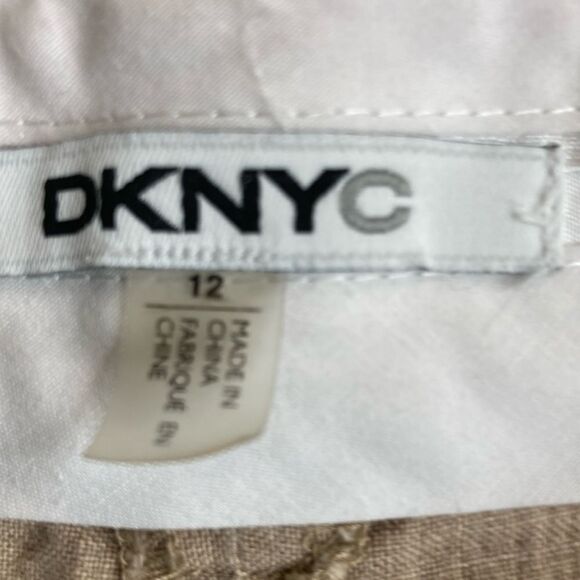 DKNYC
12
MADE IN
CHINA
FABRIQUÉ EN
CHINE